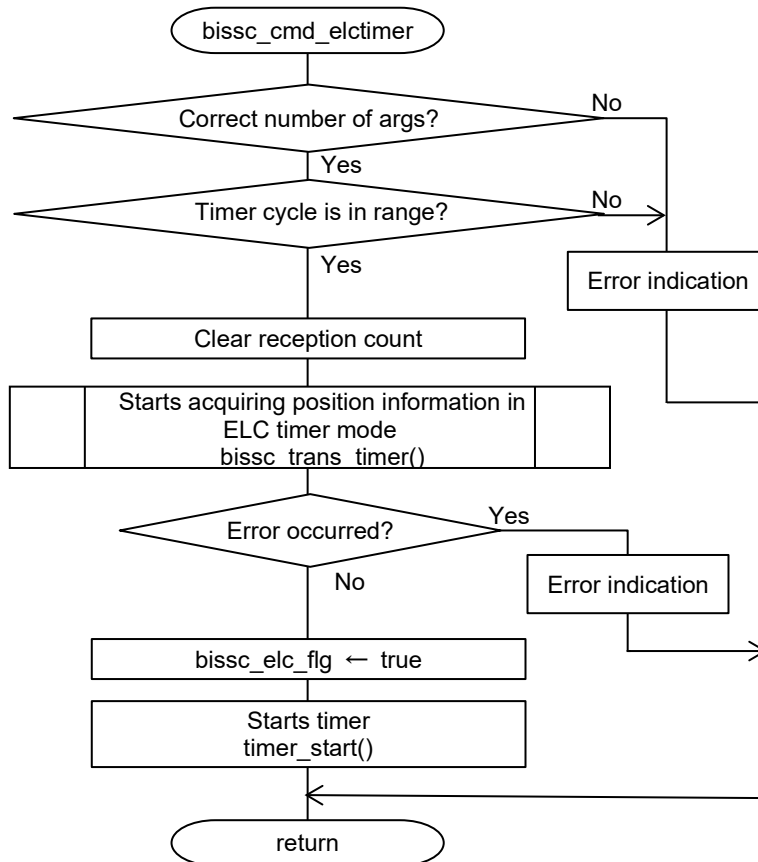 bissc_cmd_elctimer
No
Correct number of args?
Yes
No
Timer cycle is in range?
Yes
Error indication
Clear reception count
Starts acquiring position information in
ELC timer mode
bissc_trans_timer()
Yes
Error occurred?
No
Error indication
bissc_elc_flg ← true
Starts timer
timer_start()
return